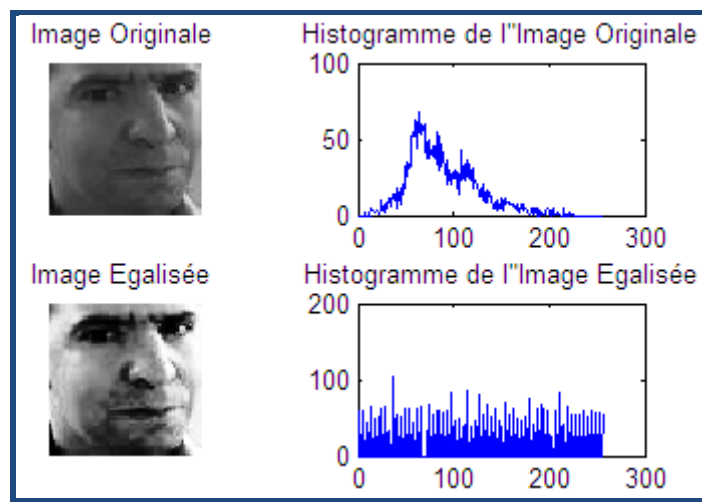 Image Originale
Histogramme de l"Image Originale
100
50
0
0 100 200 300
Image Egalisée
Histogramme de l"Image Egalisée
200
100
0
0 100 200 300